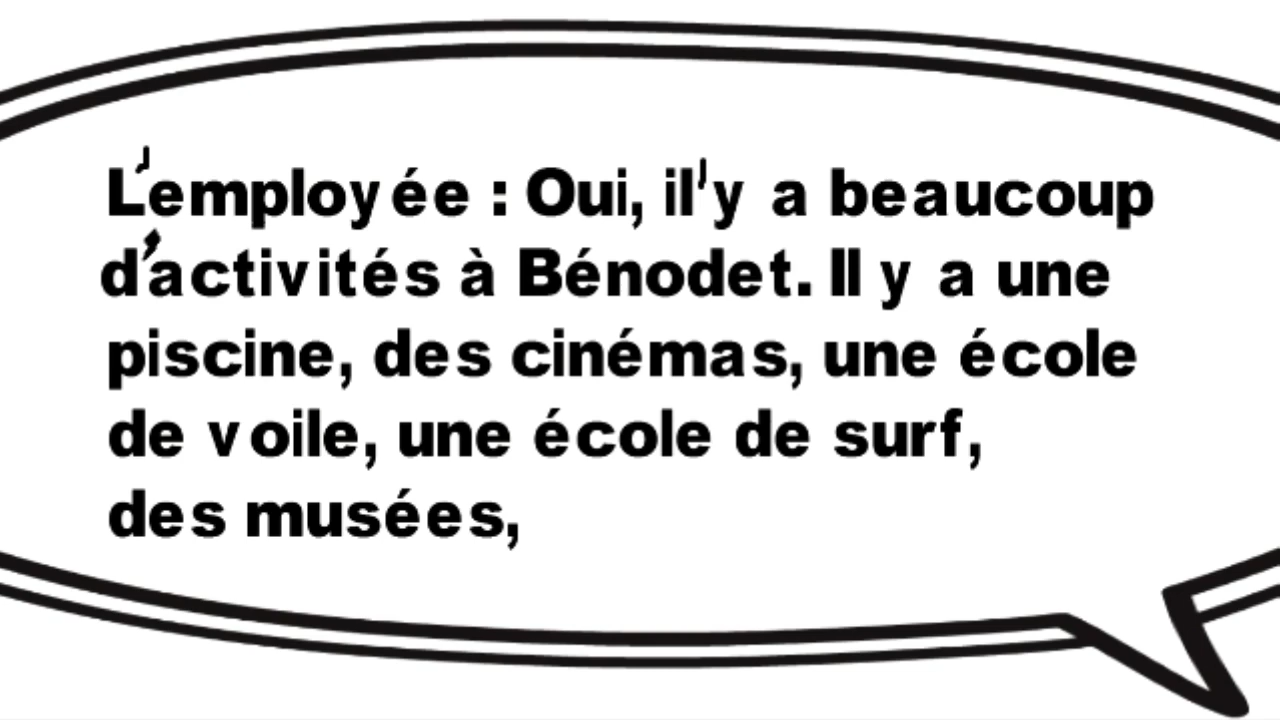 L'employée : Oui, il'y a beaucoup
d'activités à Bénodet. Il y a une
piscine, des cinémas, une école
de voile, une école de surf,
des musées,